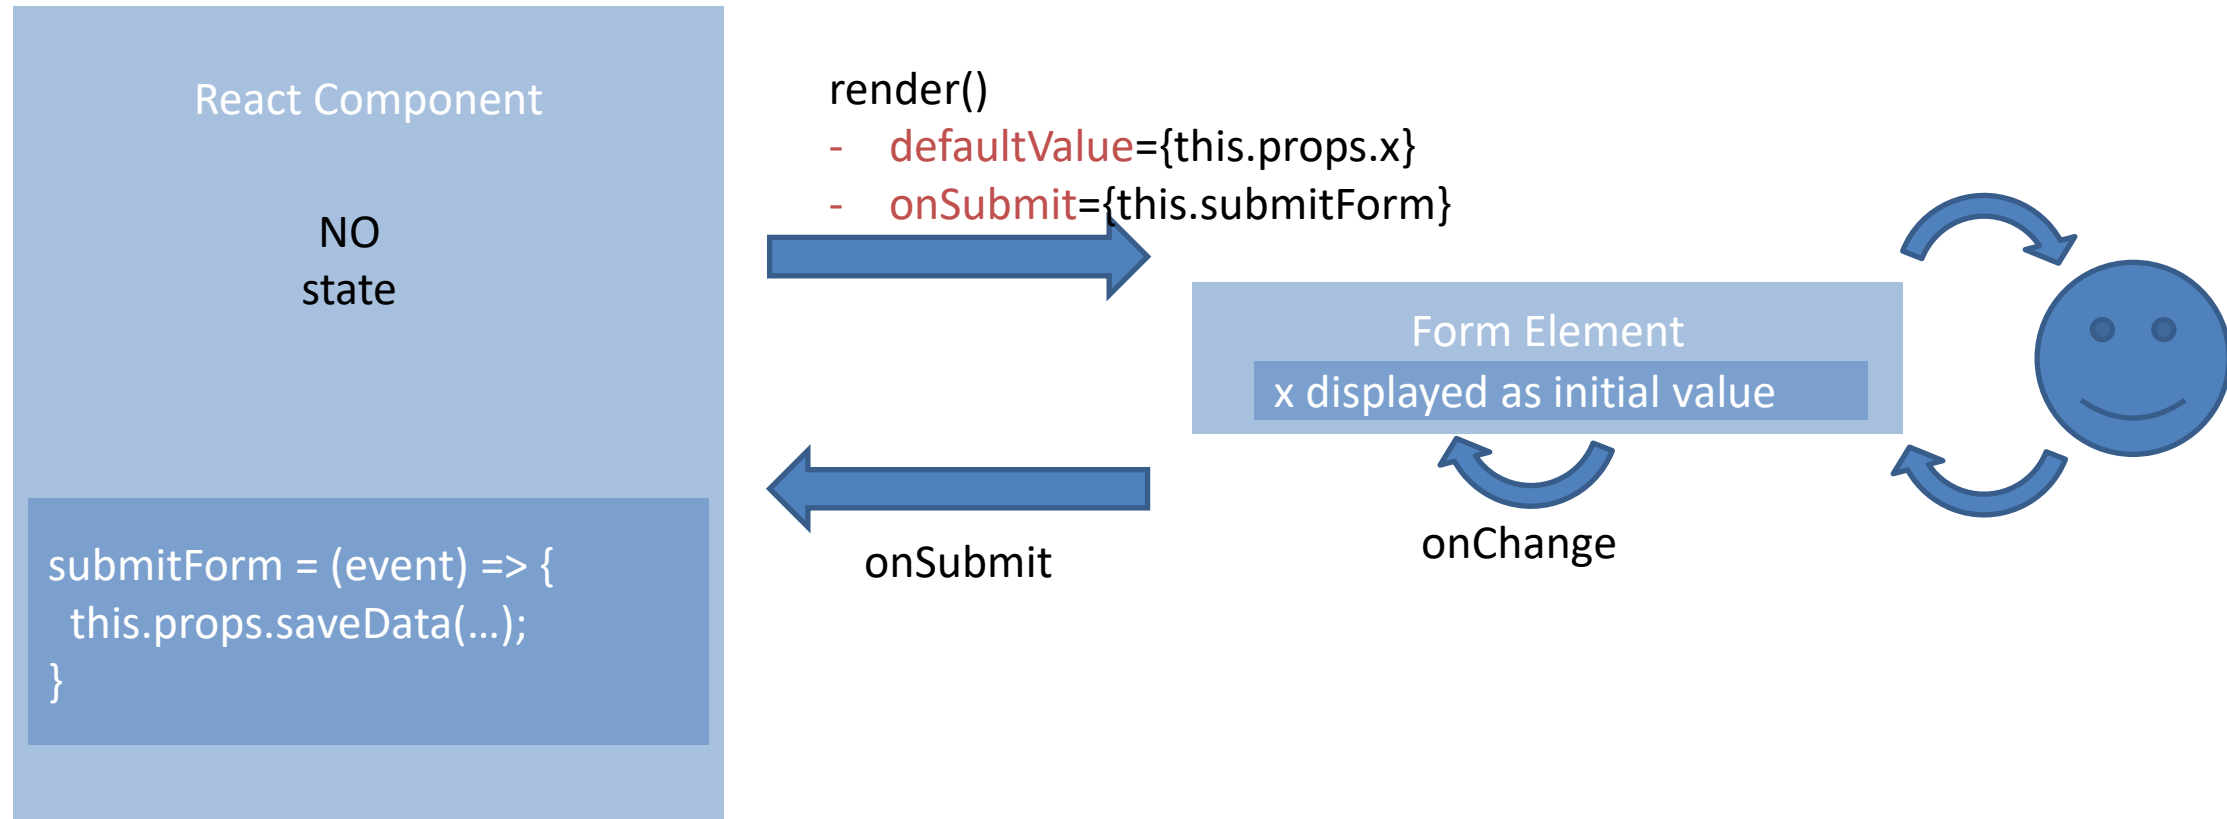 React Component
NO
state
submitForm = (event) => {
this.props.saveData(...);
}
render()
- defaultValue={this.props.x}
- onSubmit={this.submitForm}
onSubmit
Form Element
x displayed as initial value
onChange